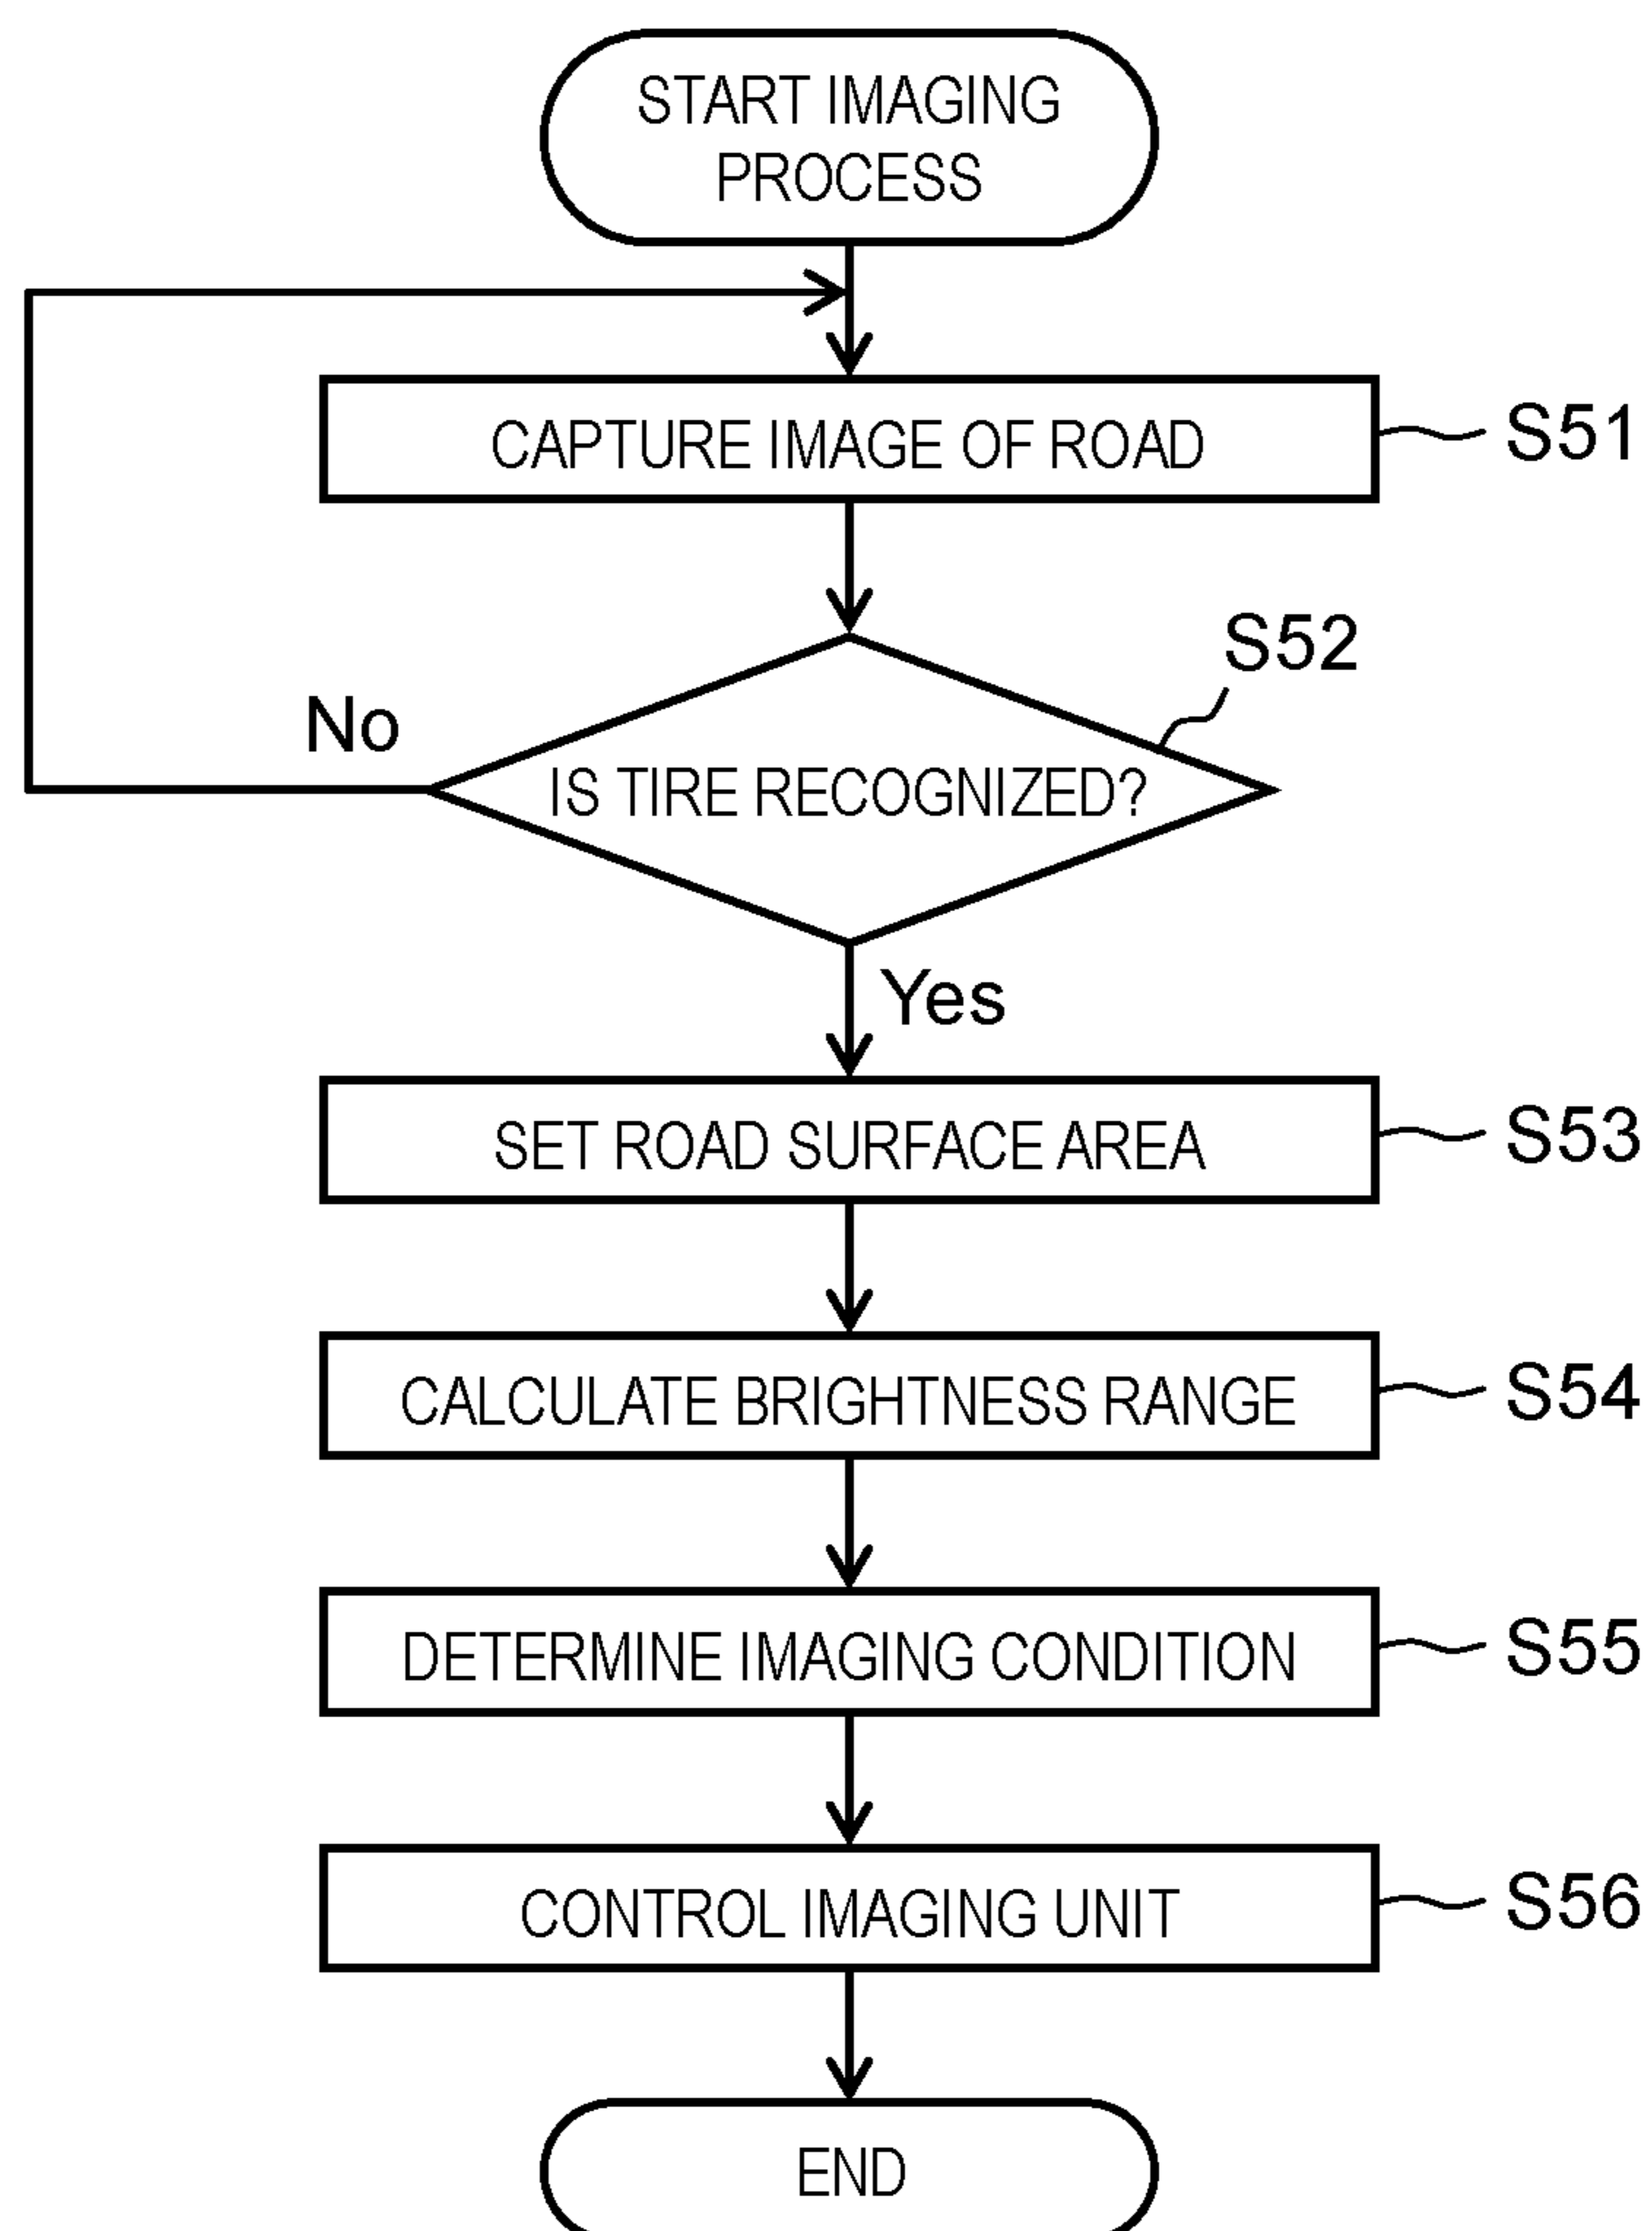 START IMAGING
PROCESS
CAPTURE IMAGE OF ROAD
S51
S52
No
IS TIRE RECOGNIZED?
Yes
SET ROAD SURFACE AREA
S53
CALCULATE BRIGHTNESS RANGE
S54
DETERMINE IMAGING CONDITION
S55
CONTROL IMAGING UNIT
S56
END